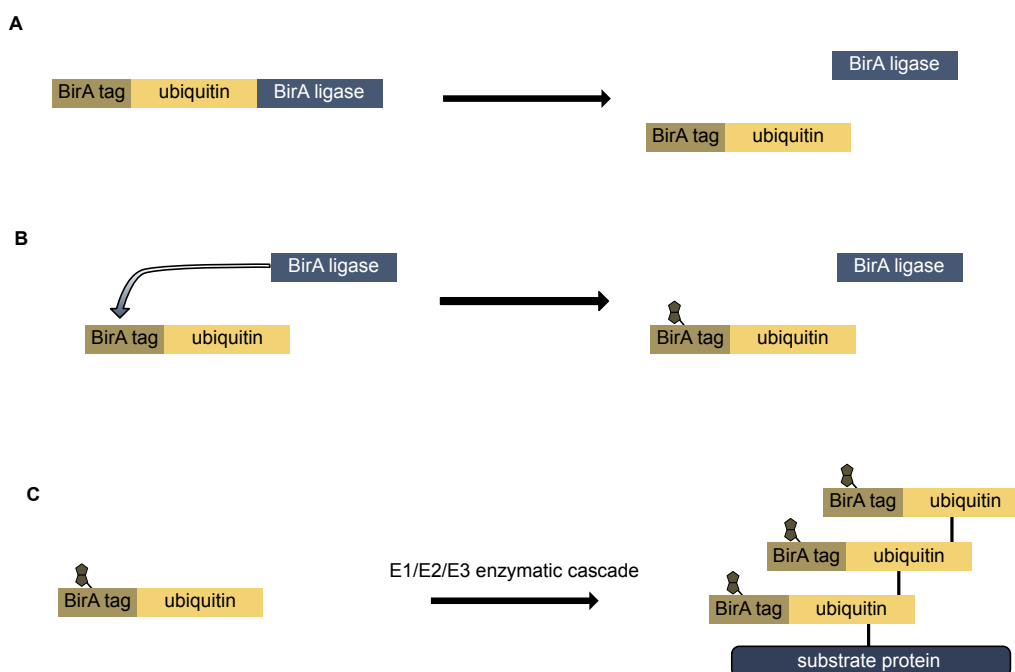 A
BirA ligase
BirA tag ubiquitin BirA ligase
BirA tag ubiquitin
B
BirA ligase BirA ligase
BirA tag ubiquitin BirA tag ubiquitin
C
BirA tag ubiquitin
BirA tag ubiquitin
E1/E2/E3 enzymatic cascade
BirA tag ubiquitin BirA tag ubiquitin
substrate protein